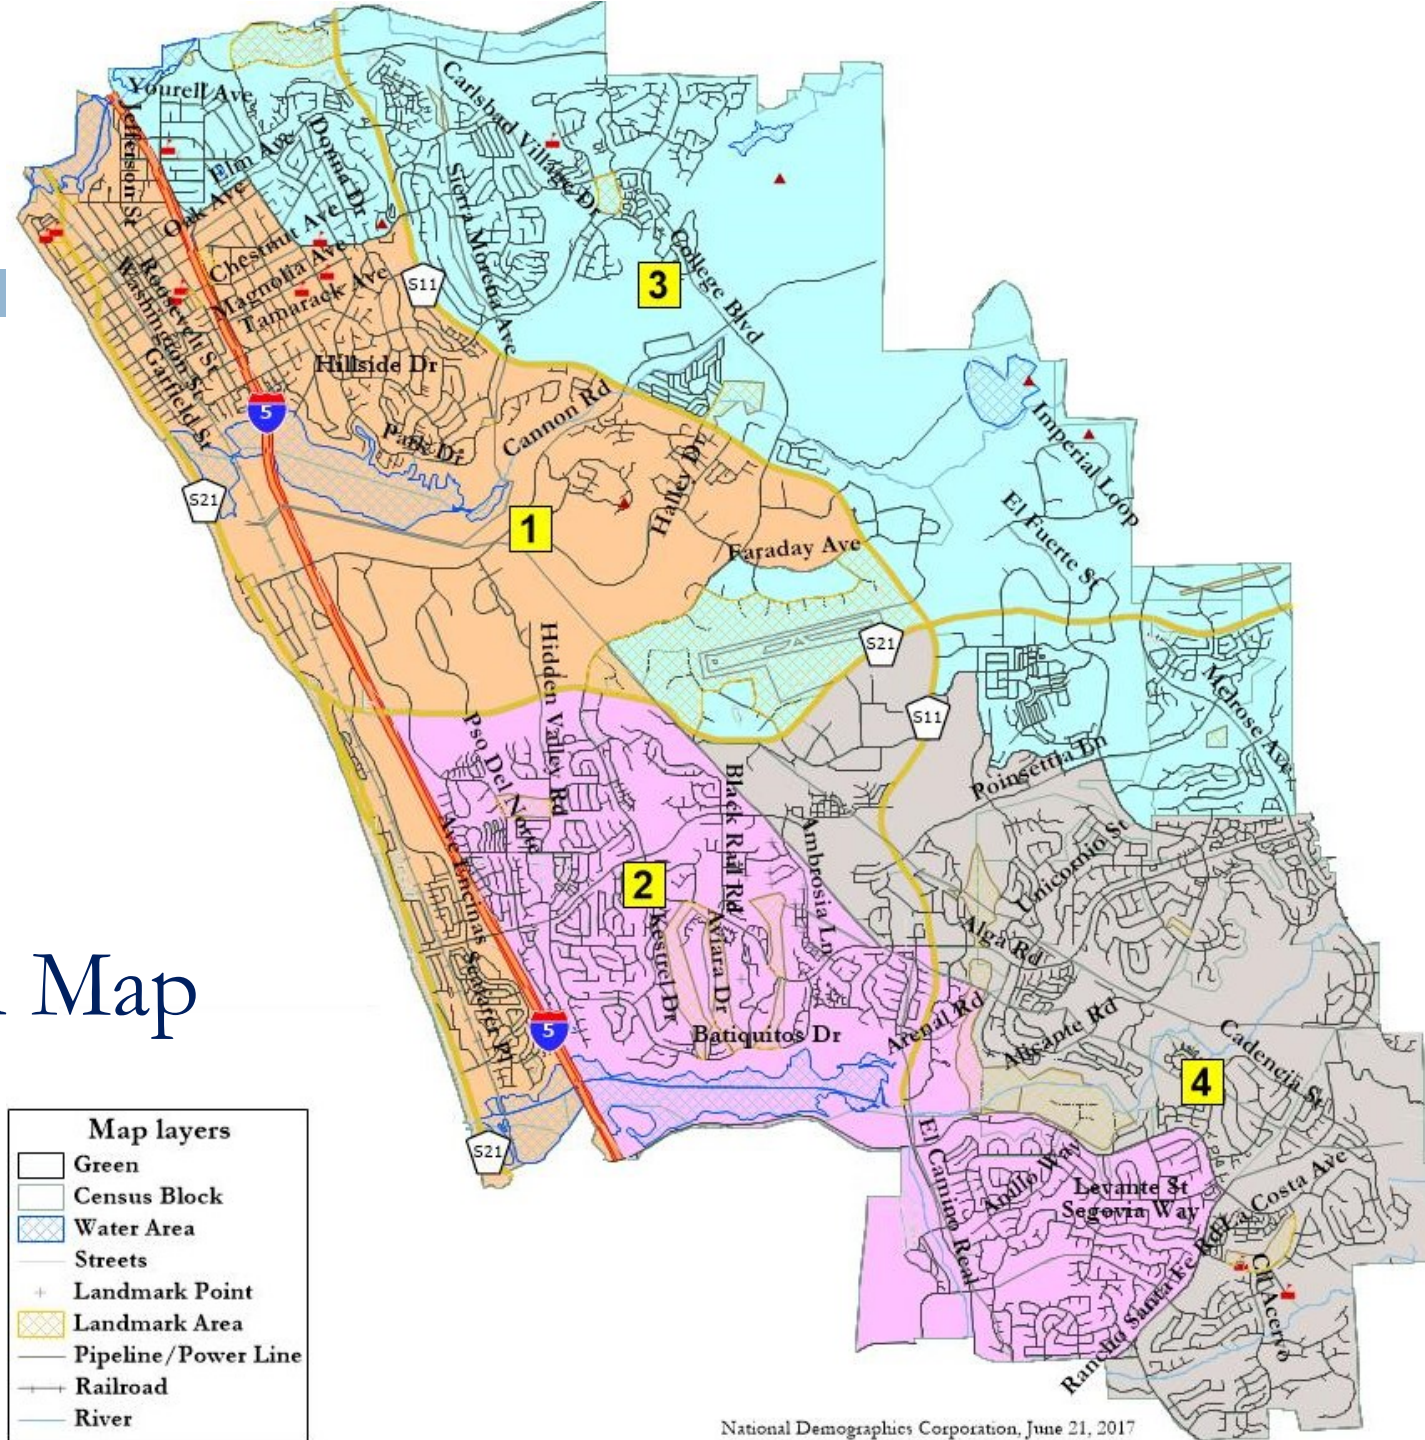 Yourell Ave
Jefferson St
Elm Ave
Oak Ave
Donna Dr
Carlsbad Village Dr
Sierra Morena Ave
Chestnut Ave
Magnolia Ave
Tamarack Ave
Roosevelt St
Washington St
Garfield St
S11
3
College Blvd
Hillside Dr
5
Park Dr
Cannon Rd
Halley Dr
Imperial Loop
El Fuerte St
S21
1
Faraday Ave
Hidden Valley Rd
S21
S11
Melrose Ave
Pso Del Norte
Poinsettia Ln
Black Rail Rd
Ambrosia Ln
Unicornio St
Ave Encinas
2
Kestrel Dr
Aviara Dr
Alga Rd
Seafarer Pl
5
Batiquitos Dr
Arenal Rd
Alicante Rd
Cadencia St
4
S21
El Camino Real
Anillo Way
Levante St
Segovia Way
La Costa Ave
Rancho Santa Fe Rd
Cll Acervo
Map
Map layers
Green
Census Block
Water Area
Streets
Landmark Point
Landmark Area
Pipeline/Power Line
Railroad
River
National Demographics Corporation, June 21, 2017